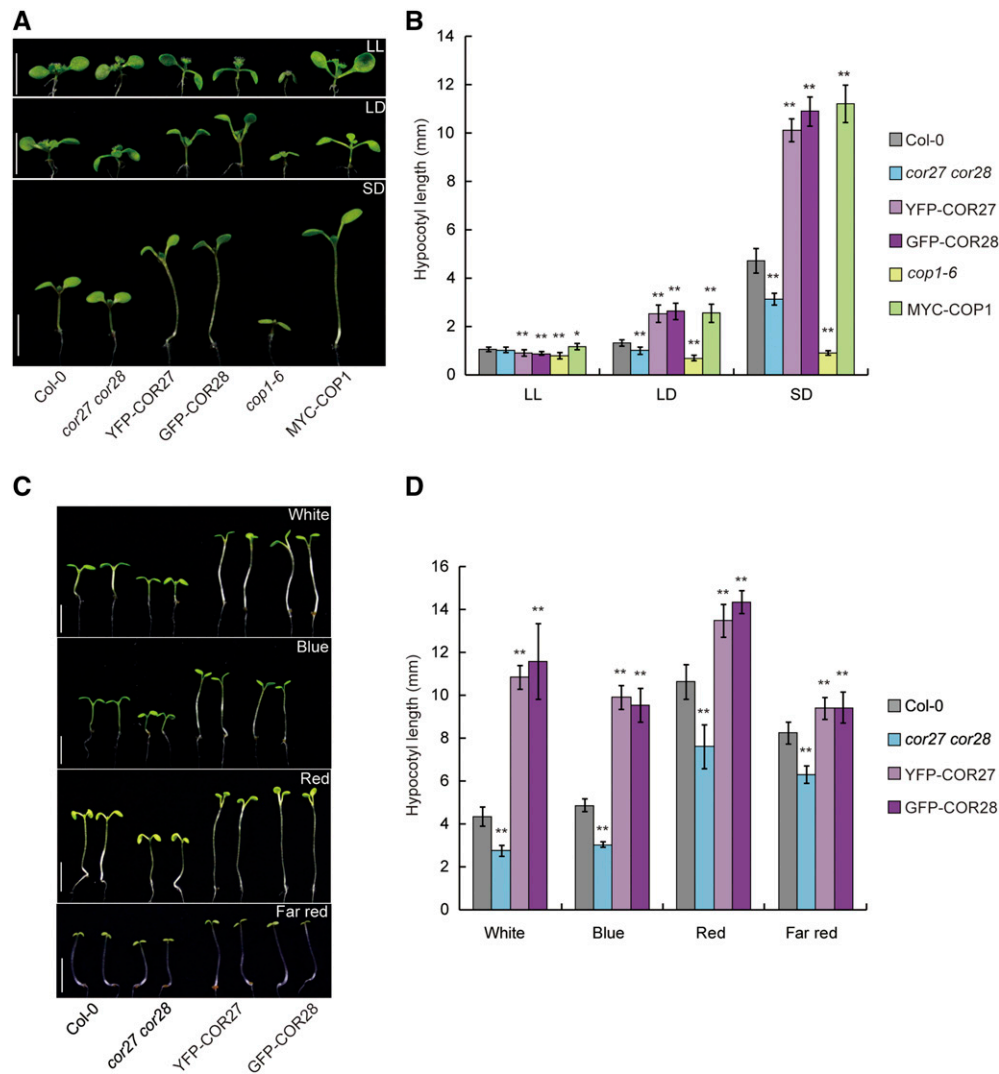 A
LL
LD
SD
Col-0
cor27 cor28
YFP-COR27
GFP-COR28
cop1-6
MYC-COP1
B
Hypocotyl length (mm)
14
12
10
8
6
4
2
0
** ** ** *
** ** ** ** **
** ** ** ** **
LL LD SD
Col-0
cor27 cor28
YFP-COR27
GFP-COR28
cop1-6
MYC-COP1
C
White
Blue
Red
Far red
Col-0
cor27 cor28
YFP-COR27
GFP-COR28
D
Hypocotyl length (mm)
16
14
12
10
8
6
4
2
0
** ** **
** ** **
** ** **
** ** **
White Blue Red Far red
Col-0
cor27 cor28
YFP-COR27
GFP-COR28